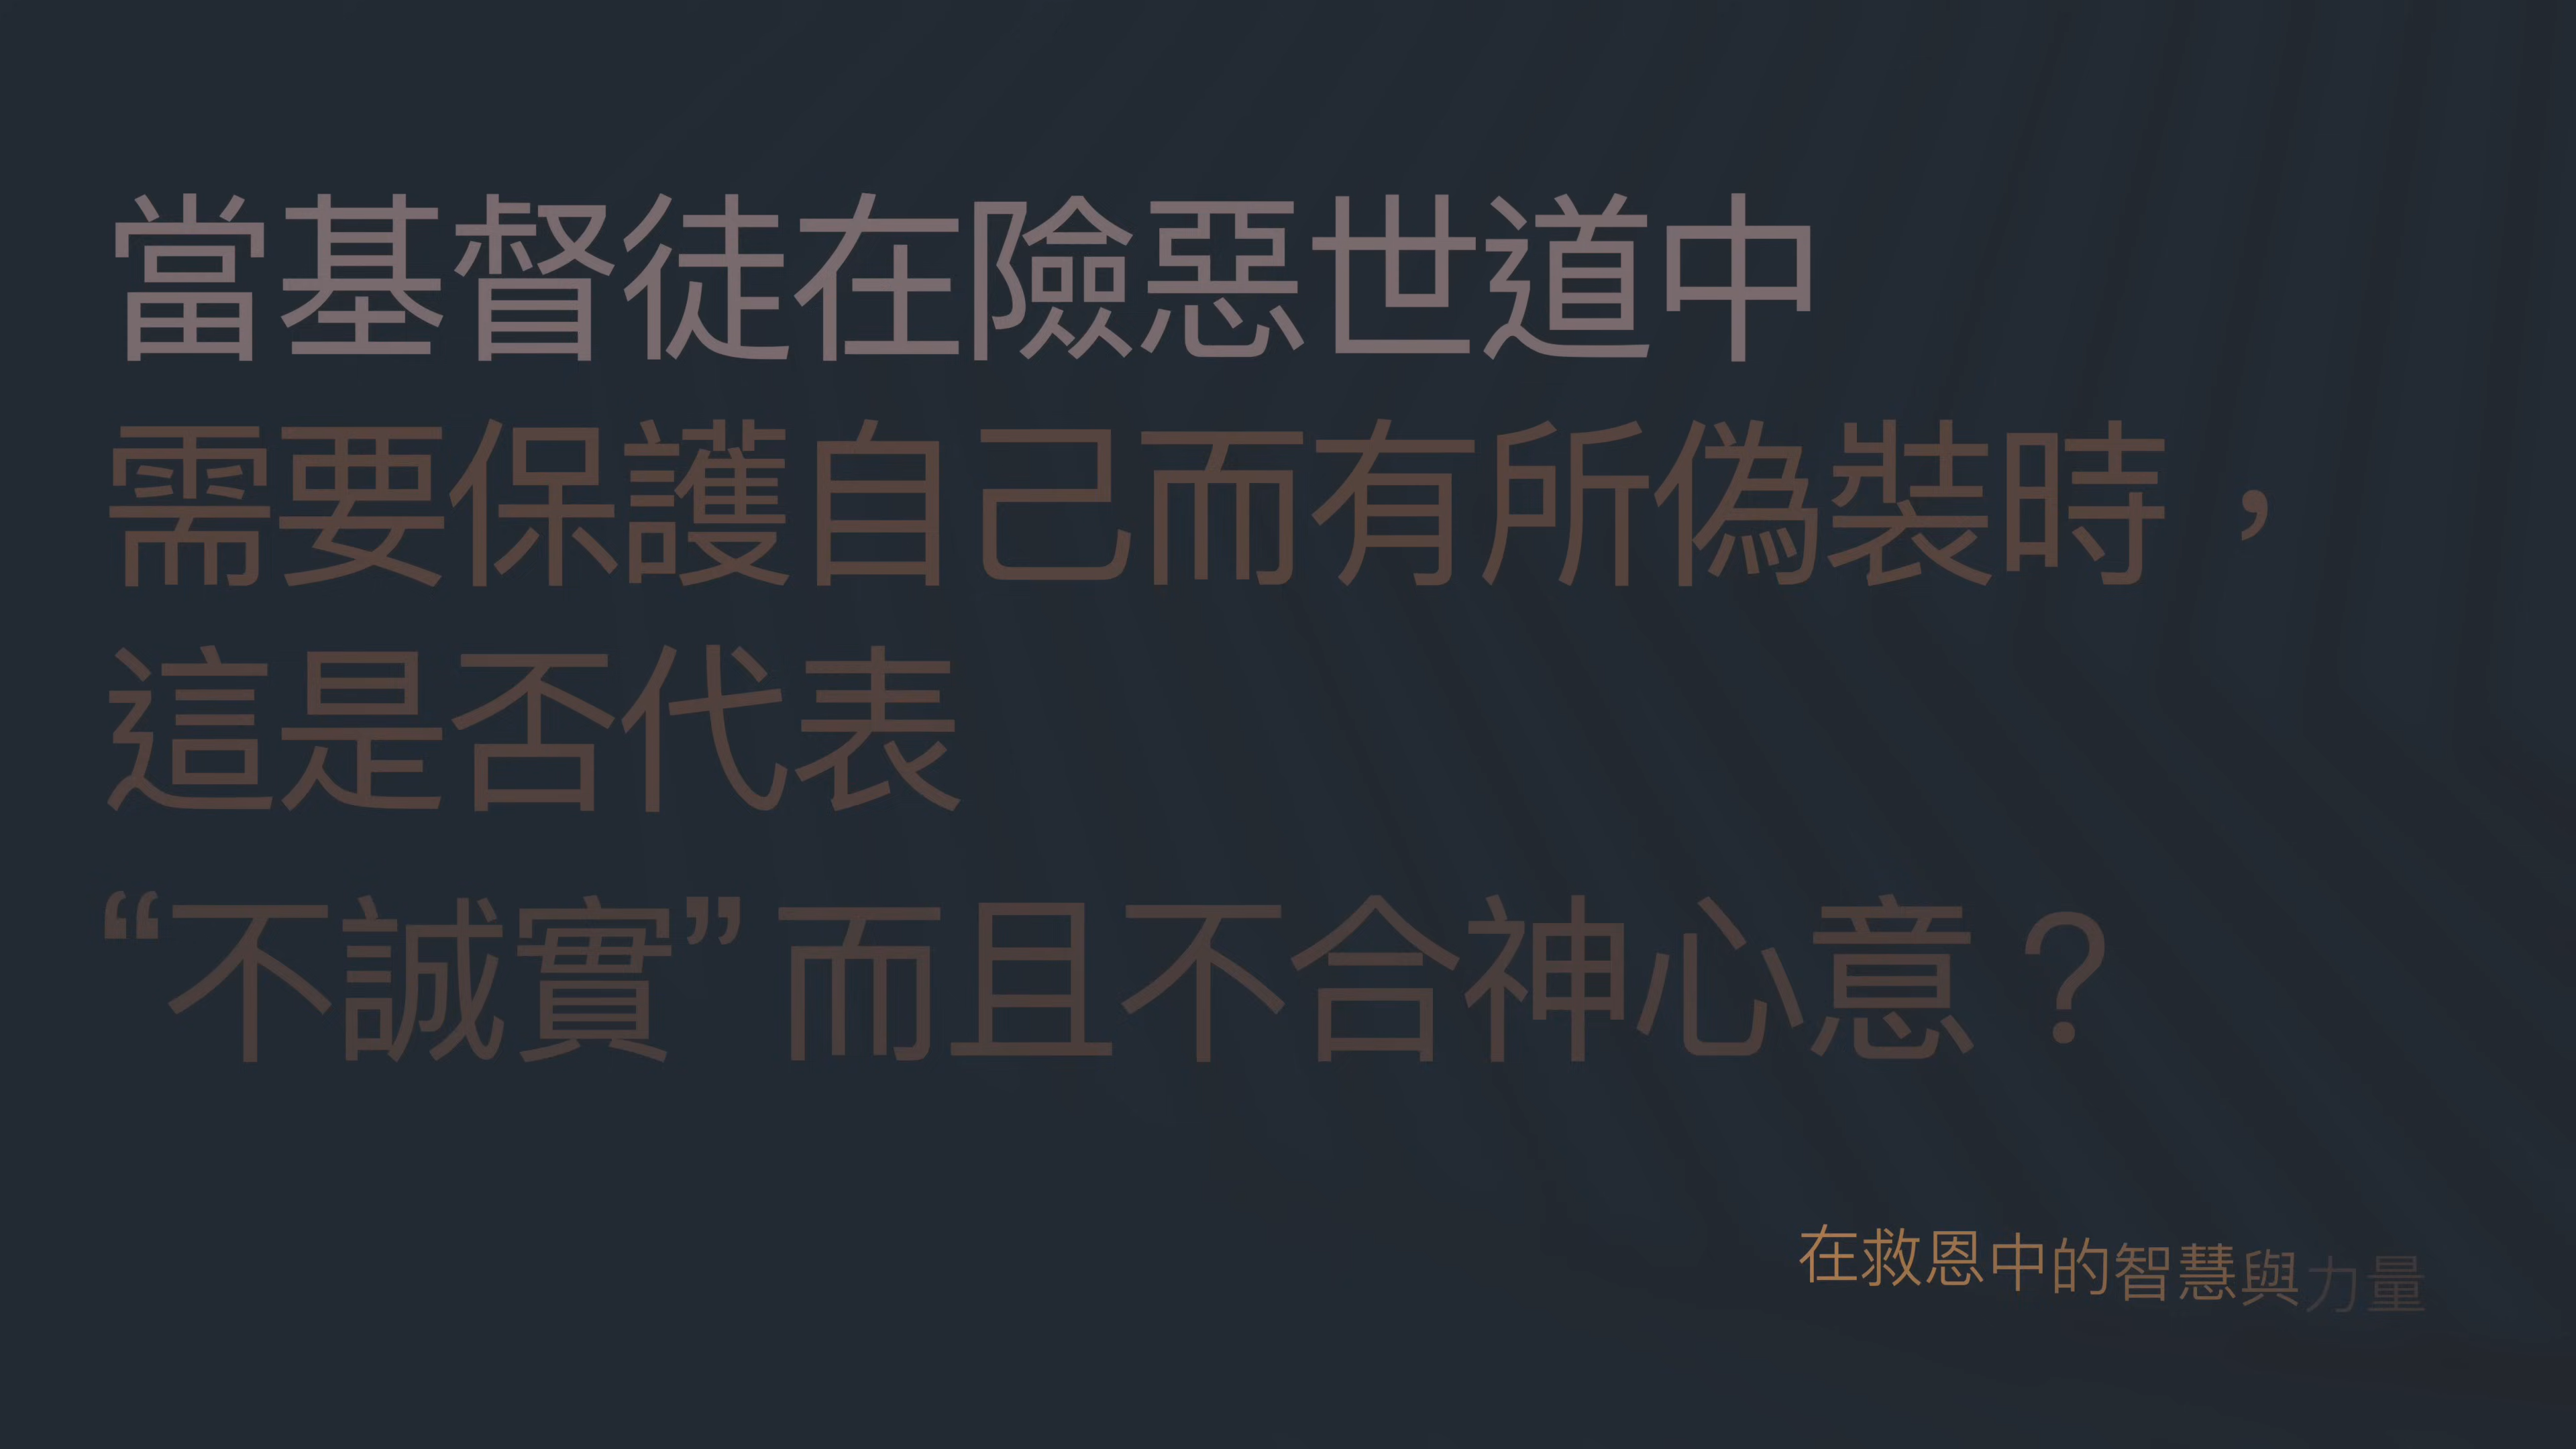 當基督徒在險惡世道中
需要保護自己而有所偽裝時，
這是否代表
“不誠實”而且不合神心意？
在救恩中的智慧與力量